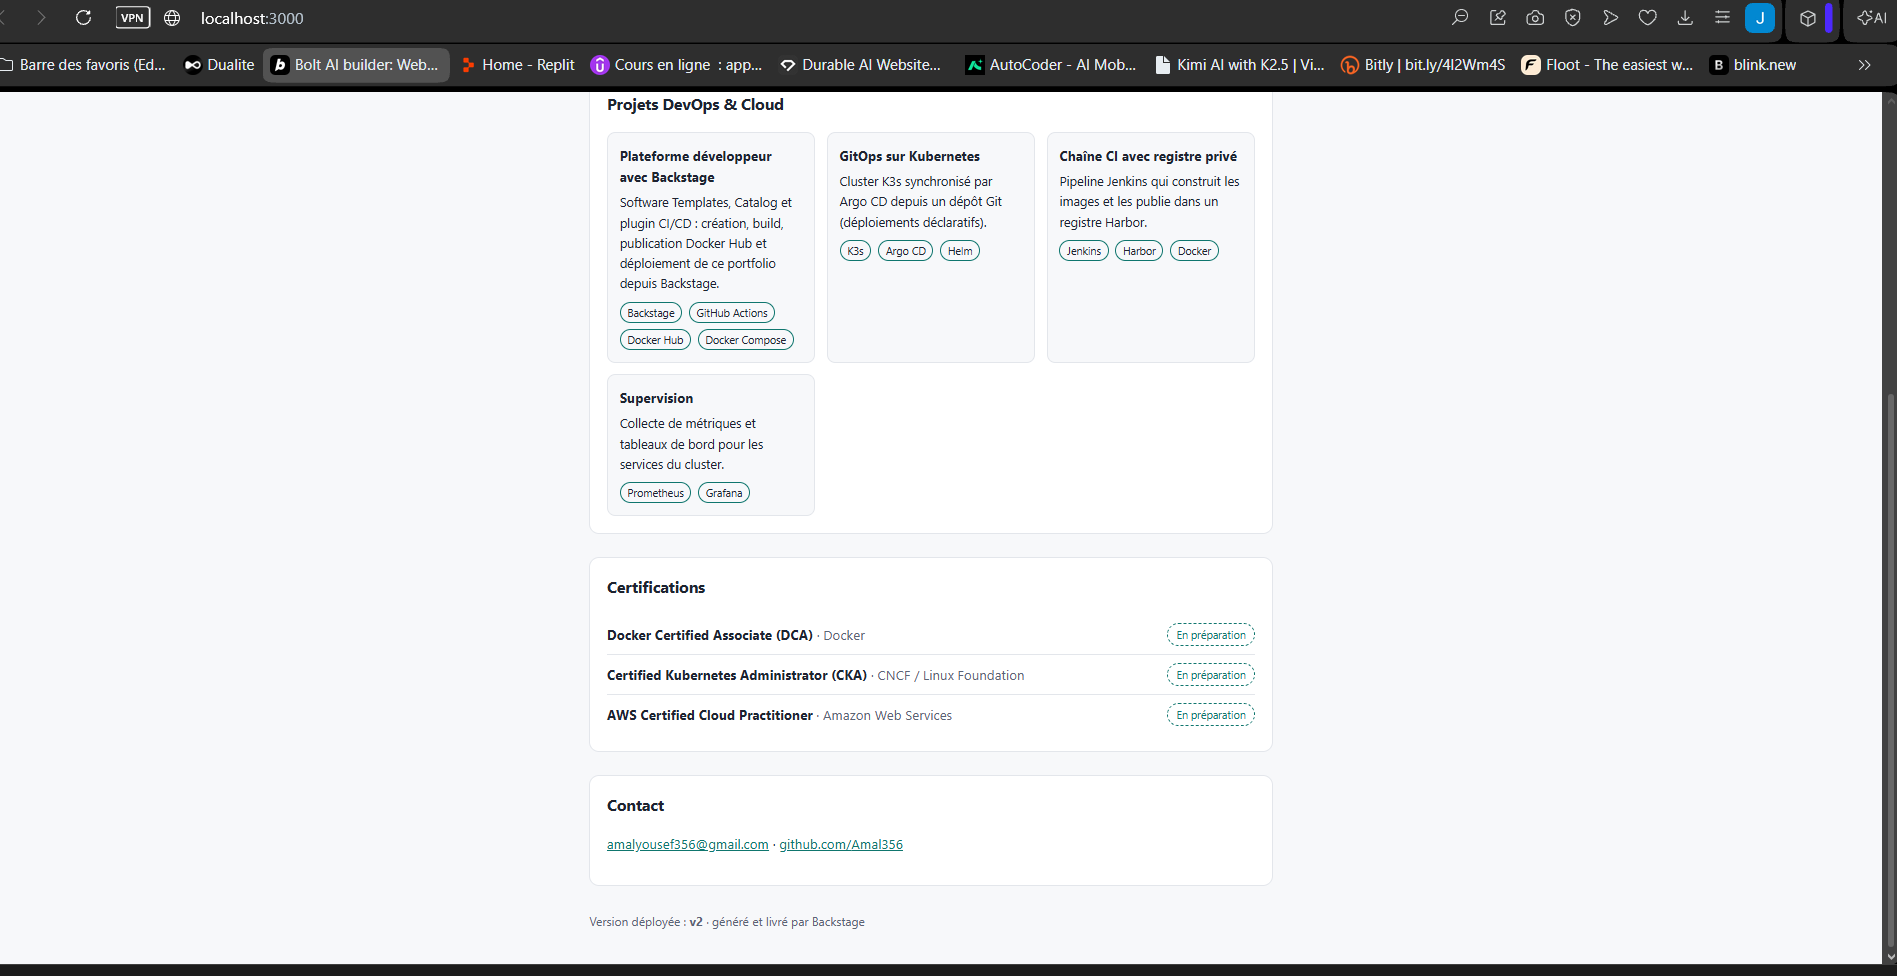 VPN
localhost:3000
J
AI
Barre des favoris (Ed...
Dualite
Bolt AI builder: Web...
Home - Replit
Cours en ligne : app...
Durable AI Website...
AutoCoder - AI Mob...
Kimi AI with K2.5 | Vi...
Bitly | bit.ly/4l2Wm4S
Floot - The easiest w...
blink.new
Projets DevOps & Cloud
Plateforme développeur
avec Backstage
Software Templates, Catalog et
plugin CI/CD : création, build,
publication Docker Hub et
déploiement de ce portfolio
depuis Backstage.
Backstage
GitHub Actions
Docker Hub
Docker Compose
GitOps sur Kubernetes
Cluster K3s synchronisé par
Argo CD depuis un dépôt Git
(déploiements déclaratifs).
K3s
Argo CD
Helm
Chaîne CI avec registre privé
Pipeline Jenkins qui construit les
images et les publie dans un
registre Harbor.
Jenkins
Harbor
Docker
Supervision
Collecte de métriques et
tableaux de bord pour les
services du cluster.
Prometheus
Grafana
Certifications
Docker Certified Associate (DCA) · Docker
En préparation
Certified Kubernetes Administrator (CKA) · CNCF / Linux Foundation
En préparation
AWS Certified Cloud Practitioner · Amazon Web Services
En préparation
Contact
amalyousef356@gmail.com · github.com/Amal356
Version déployée : v2 · généré et livré par Backstage